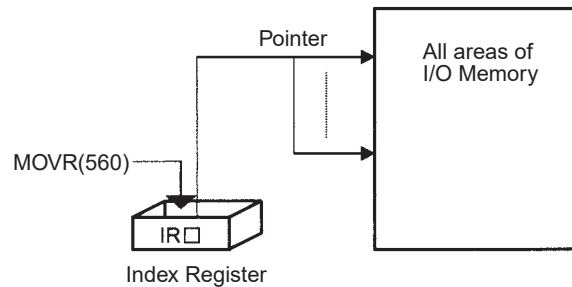 Pointer
All areas of
I/O Memory
MOVR(560)
IR□
Index Register